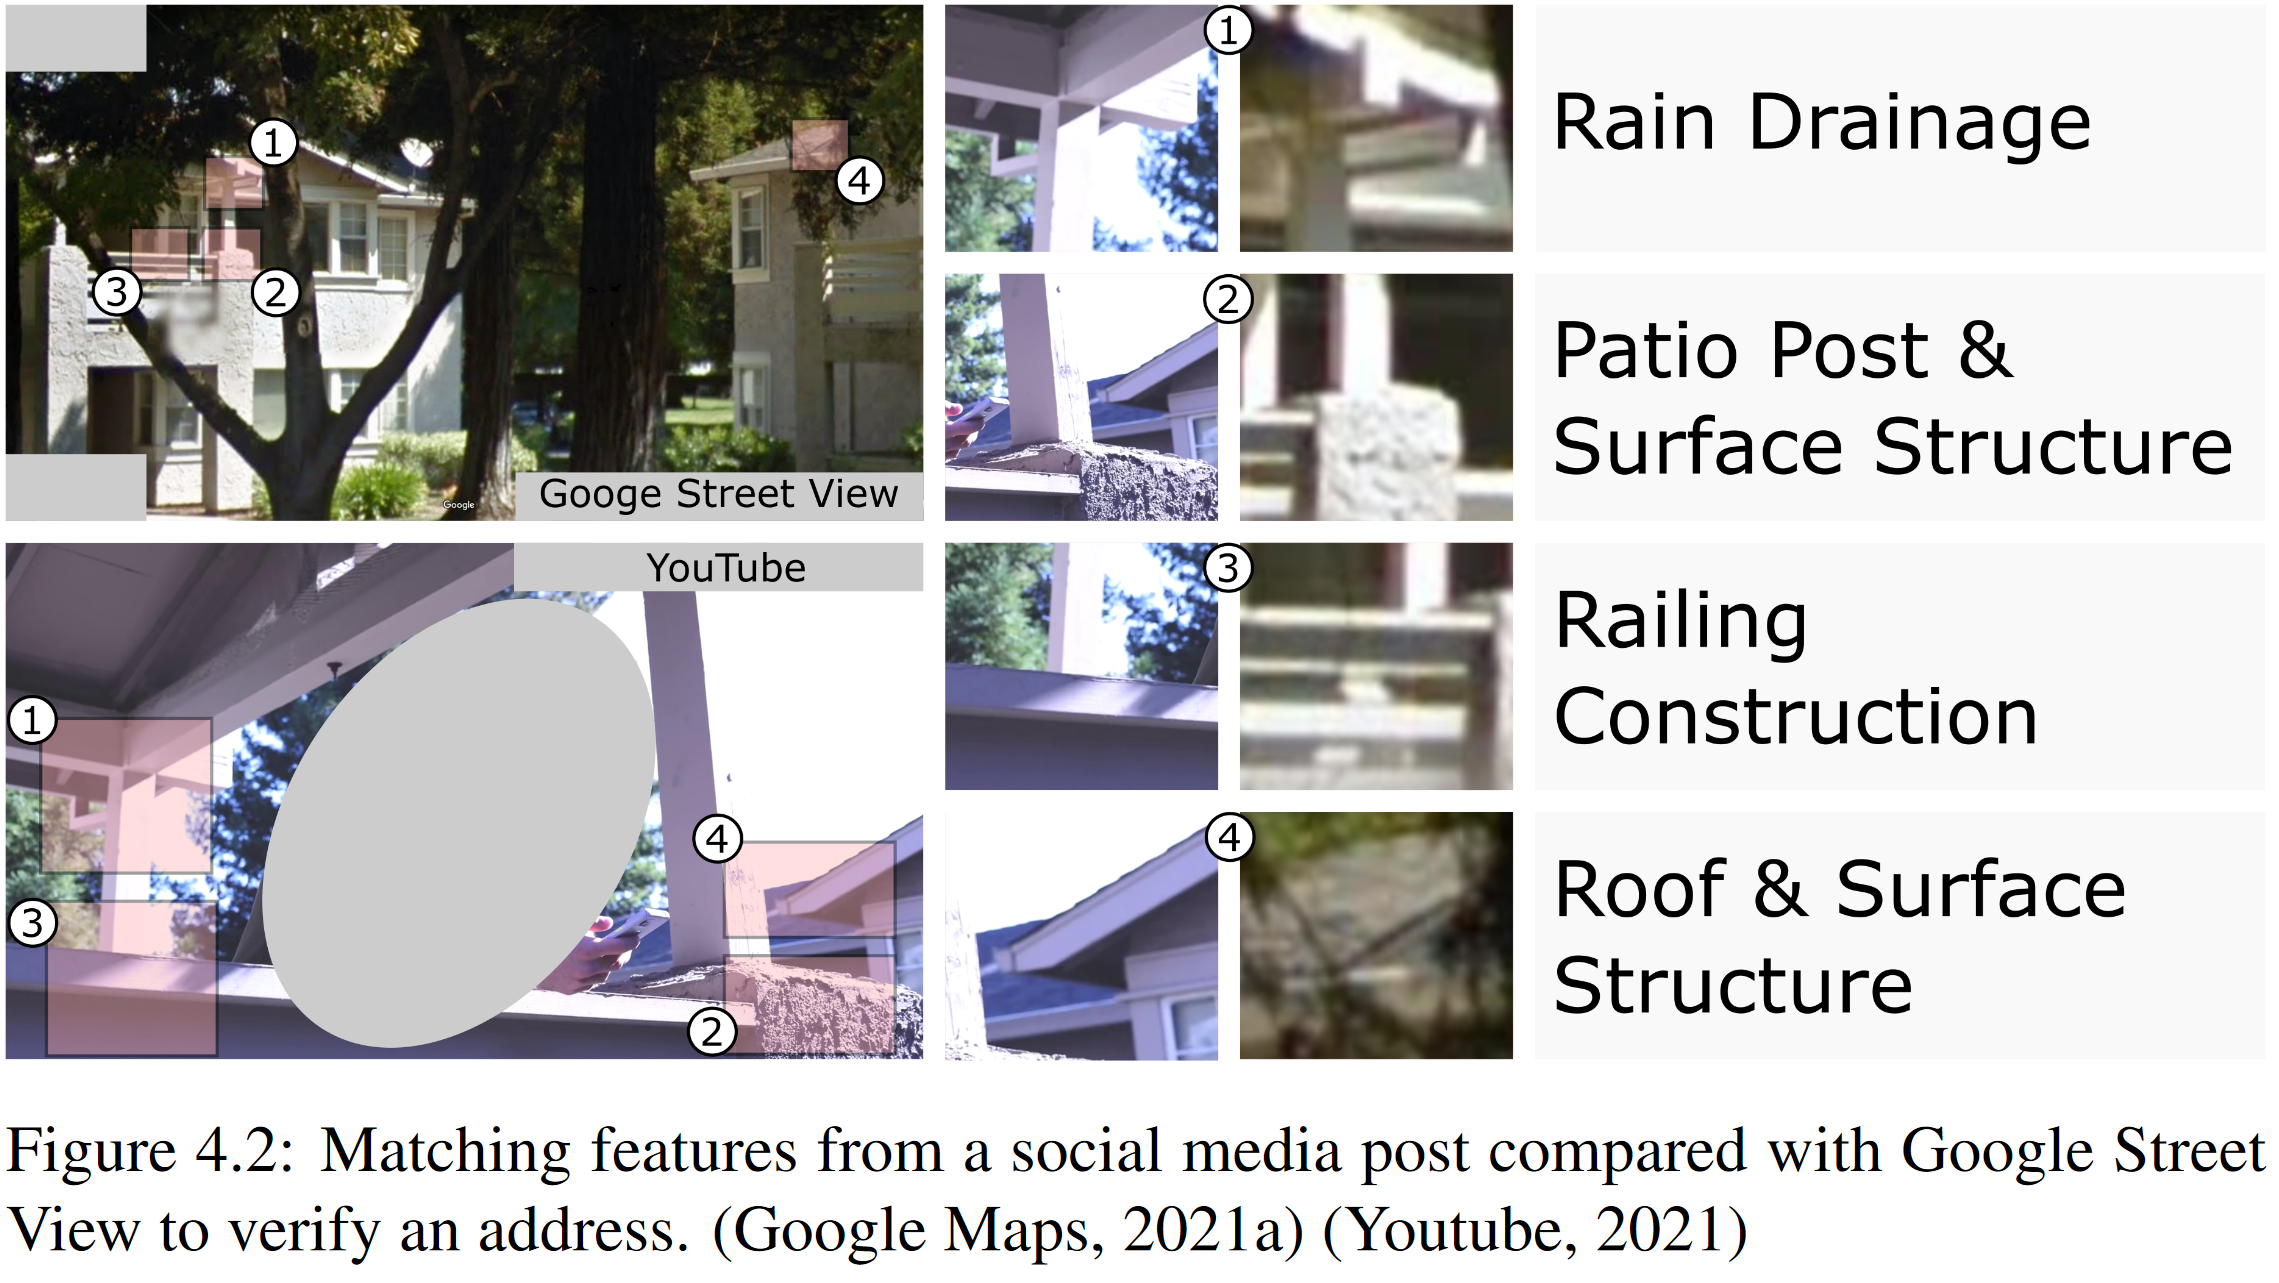 1
4
3
2
Google
Googe Street View
YouTube
1
3
4
2
1
Rain Drainage
2
Patio Post &
Surface Structure
3
Railing
Construction
4
Roof & Surface
Structure
Figure 4.2: Matching features from a social media post compared with Google Street
View to verify an address. (Google Maps, 2021a) (Youtube, 2021)